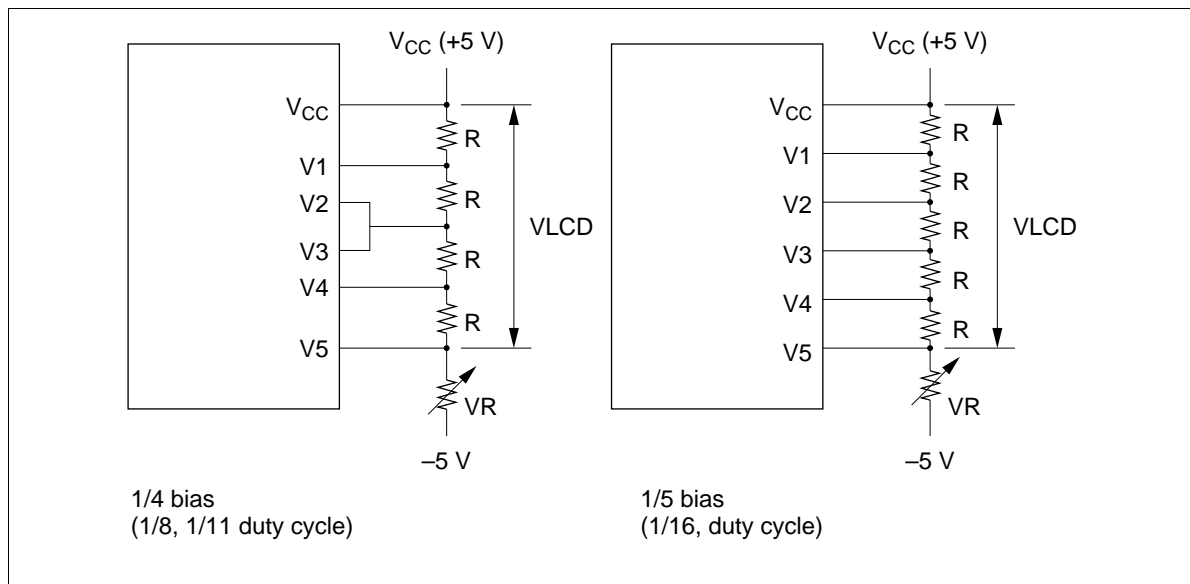 V_CC (+5 V)
V_CC
R
V1
R
V2
VLCD
V3
R
V4
R
V5
VR
–5 V
1/4 bias
(1/8, 1/11 duty cycle)
V_CC (+5 V)
V_CC
R
V1
R
V2
R
VLCD
V3
R
V4
R
V5
VR
–5 V
1/5 bias
(1/16, duty cycle)